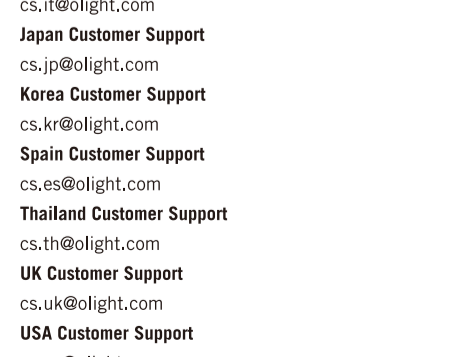 cs.it@olight.com
Japan Customer Support
cs.jp@olight.com
Korea Customer Support
cs.kr@olight.com
Spain Customer Support
cs.es@olight.com
Thailand Customer Support
cs.th@olight.com
UK Customer Support
cs.uk@olight.com
USA Customer Support